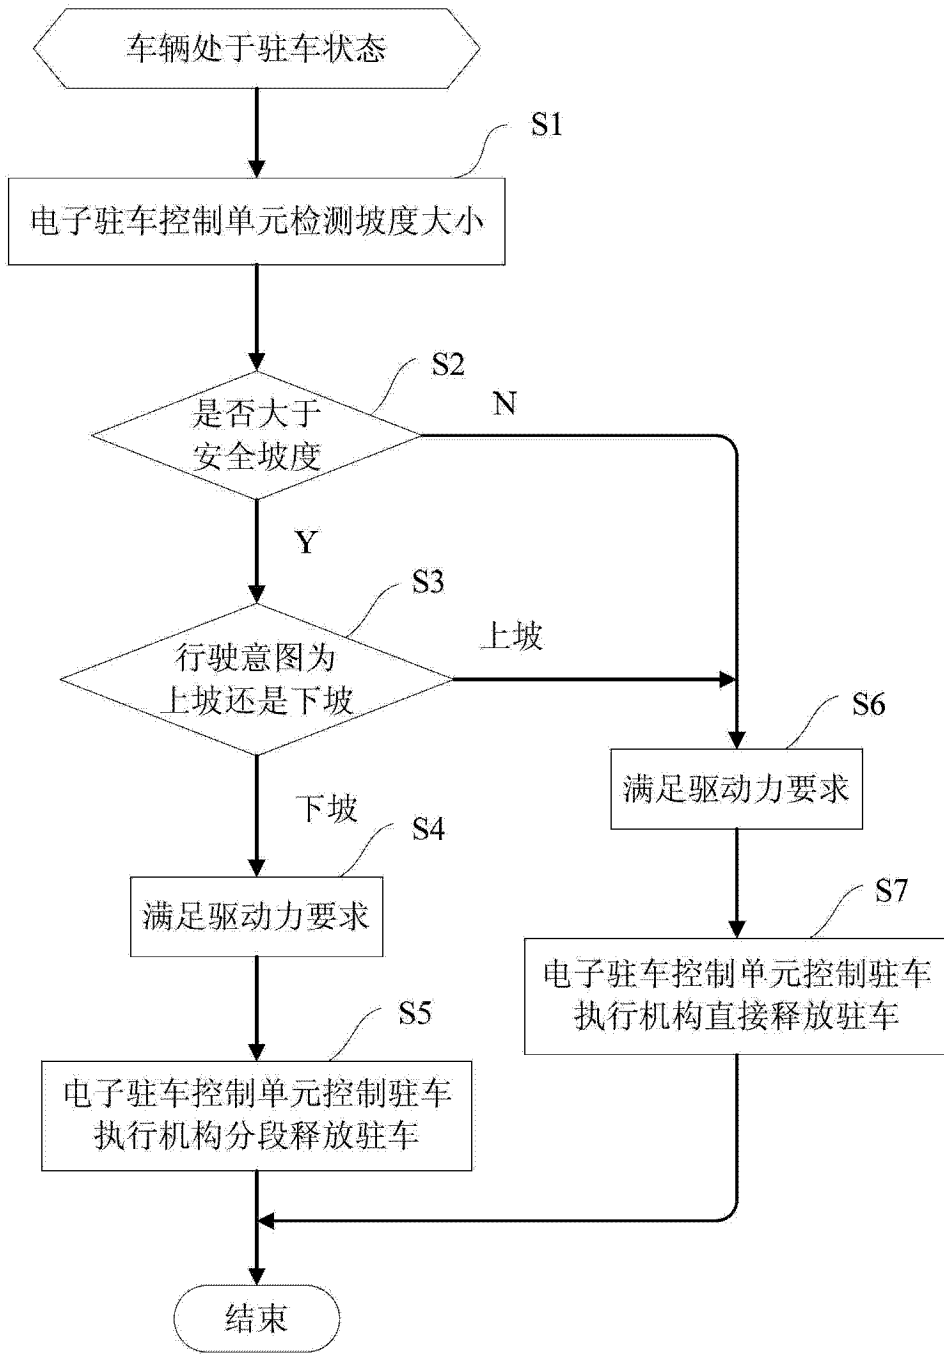 车辆处于驻车状态
S1
电子驻车控制单元检测坡度大小
S2
是否大于
安全坡度
N
Y
S3
行驶意图为
上坡还是下坡
上坡
S6
满足驱动力要求
下坡
S4
满足驱动力要求
S7
电子驻车控制单元控制驻车
执行机构直接释放驻车
S5
电子驻车控制单元控制驻车
执行机构分段释放驻车
结束